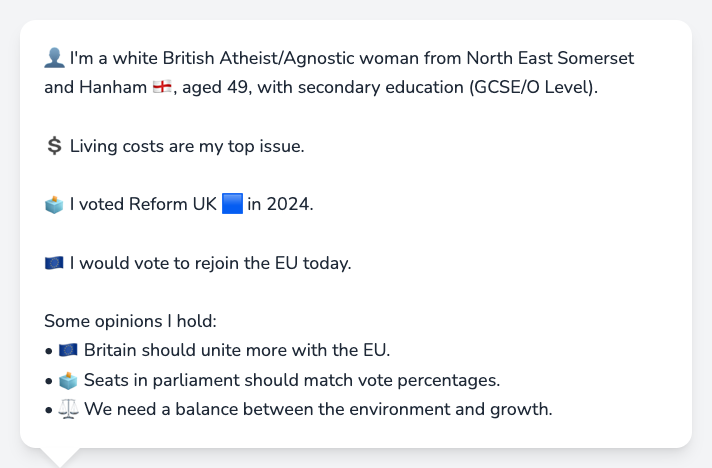 👤 I'm a white British Atheist/Agnostic woman from North East Somerset
and Hanham 🏴󠁧󠁢󠁥󠁮󠁧󠁿, aged 49, with secondary education (GCSE/O Level).
💲 Living costs are my top issue.
🗳️ I voted Reform UK 🟦 in 2024.
🇪🇺 I would vote to rejoin the EU today.
Some opinions I hold:
• 🇪🇺 Britain should unite more with the EU.
• 🗳️ Seats in parliament should match vote percentages.
• ⚖️ We need a balance between the environment and growth.